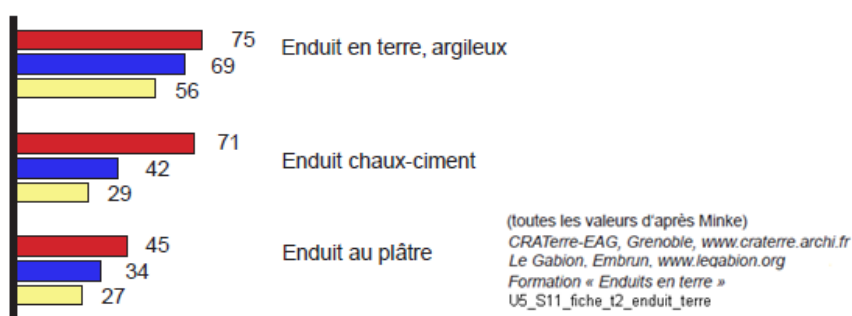 75 Enduit en terre, argileux
69
56
71
Enduit chaux-ciment
42
29
45
Enduit au plâtre
34
27
(toutes les valeurs d'après Minke)
CRATerre-EAG, Grenoble, www.craterre.archi.fr
Le Gabion, Embrun, www.legabion.org
Formation « Enduits en terre »
U5_S11_fiche_t2_enduit_terre